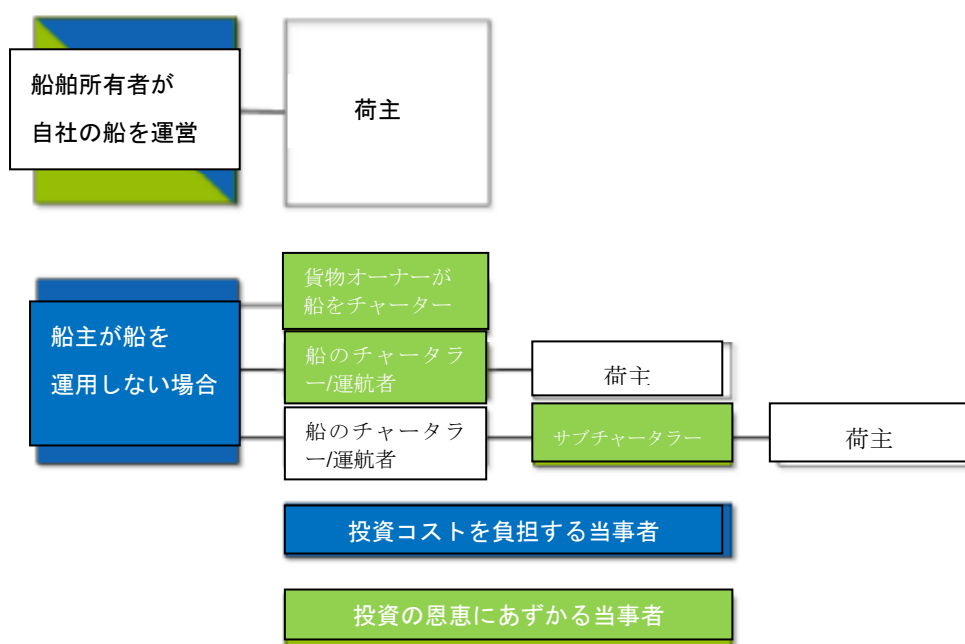 船舶所有者が
自社の船を運営
荷主
貨物オーナーが
船をチャーター
船主が船を
運用しない場合
船のチャータラ
ー/運航者
荷主
船のチャータラ
ー/運航者
サブチャータラー
荷主
投資コストを負担する当事者
投資の恩恵にあずかる当事者